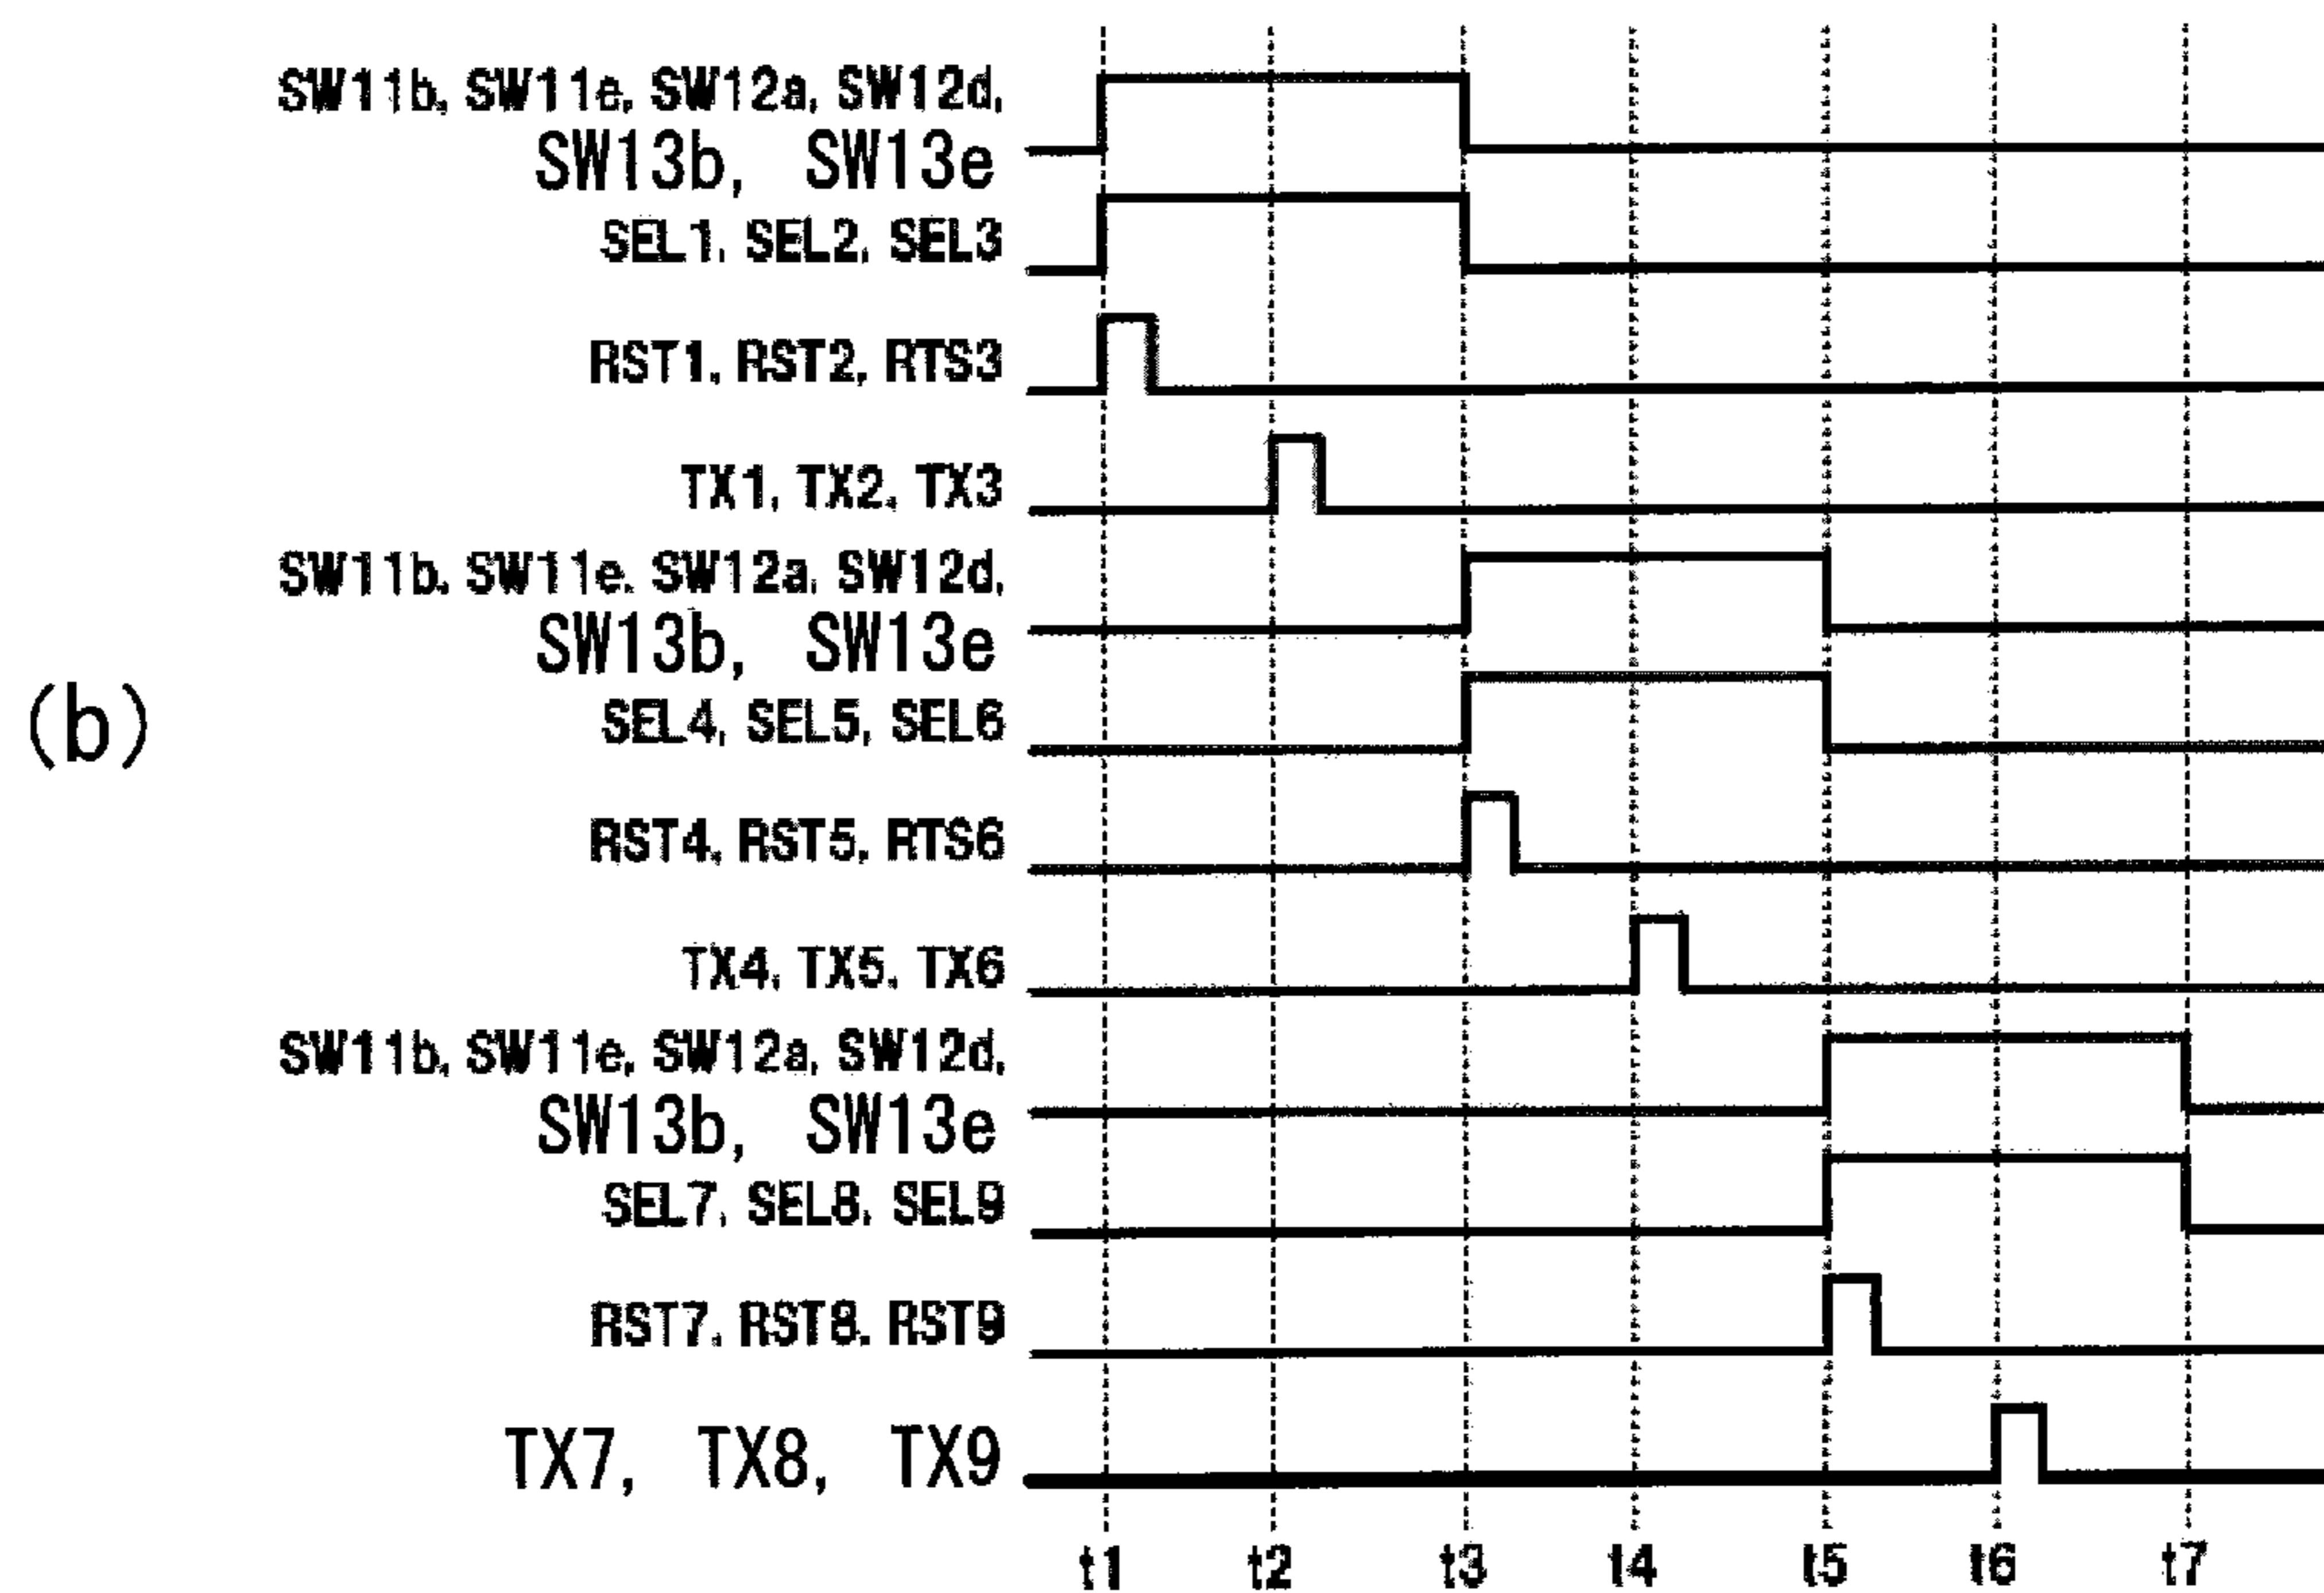 SW11b, SW11e, SW12a, SW12d,
SW13b, SW13e
SEL1, SEL2, SEL3
RST1, RST2, RTS3
TX1, TX2, TX3
SW11b, SW11e, SW12a, SW12d,
SW13b, SW13e
(b)
SEL4, SEL5, SEL6
RST4, RST5, RTS6
TX4, TX5, TX6
SW11b, SW11e, SW12a, SW12d,
SW13b, SW13e
SEL7, SEL8, SEL9
RST7, RST8, RST9
TX7, TX8, TX9
t1 t2 t3 t4 t5 t6 t7